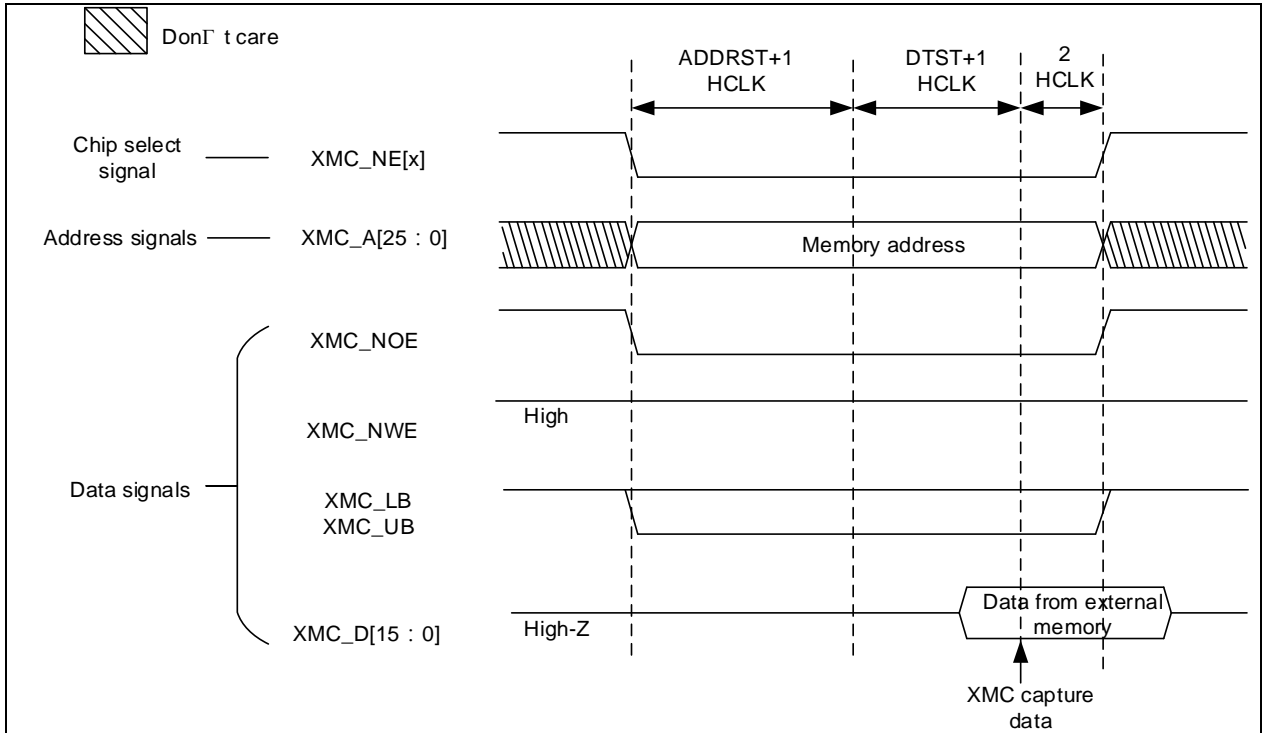 DonΓ t care
ADDRST+1
HCLK
DTST+1
HCLK
2
HCLK
Chip select
signal
XMC_NE[x]
Address signals
XMC_A[25 : 0]
Memory address
XMC_NOE
High
XMC_NWE
Data signals
XMC_LB
XMC_UB
XMC_D[15 : 0]
High-Z
Data from external
memory
XMC capture
data